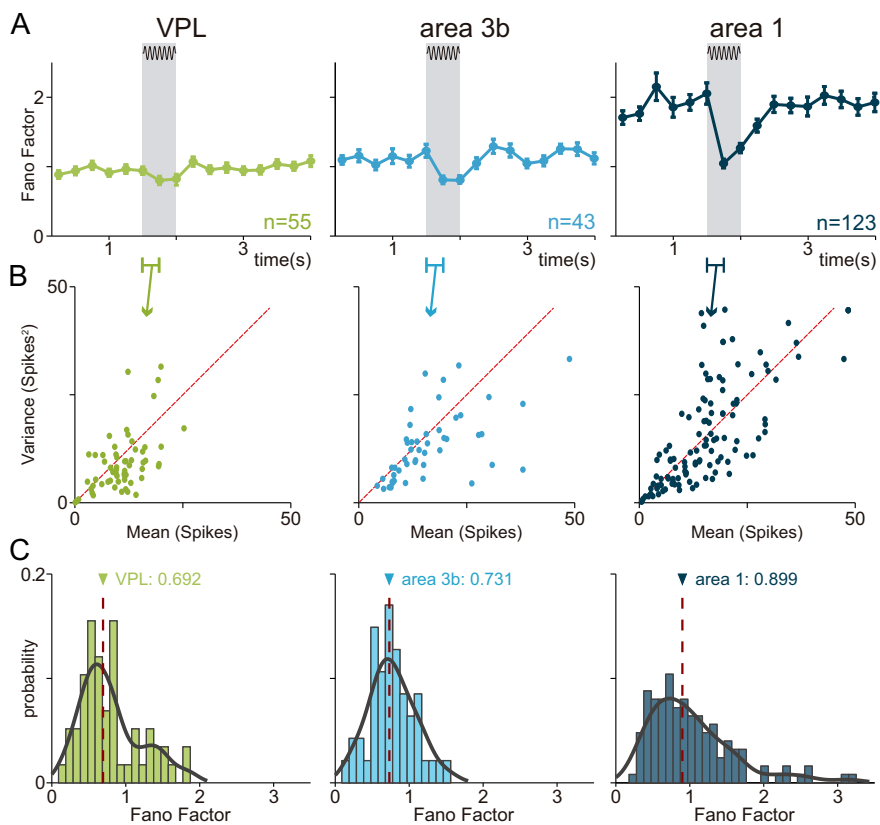 A
VPL
area 3b
area 1
Fano Factor
2
1
0
n=55
n=43
n=123
1
3
time(s)
1
3
time(s)
1
3
time(s)
B
Variance (Spikes²)
50
0
0
50
0
50
0
50
Mean (Spikes)
Mean (Spikes)
Mean (Spikes)
C
probability
0.2
0
VPL: 0.692
area 3b: 0.731
area 1: 0.899
0
1
2
3
0
1
2
3
0
1
2
3
Fano Factor
Fano Factor
Fano Factor